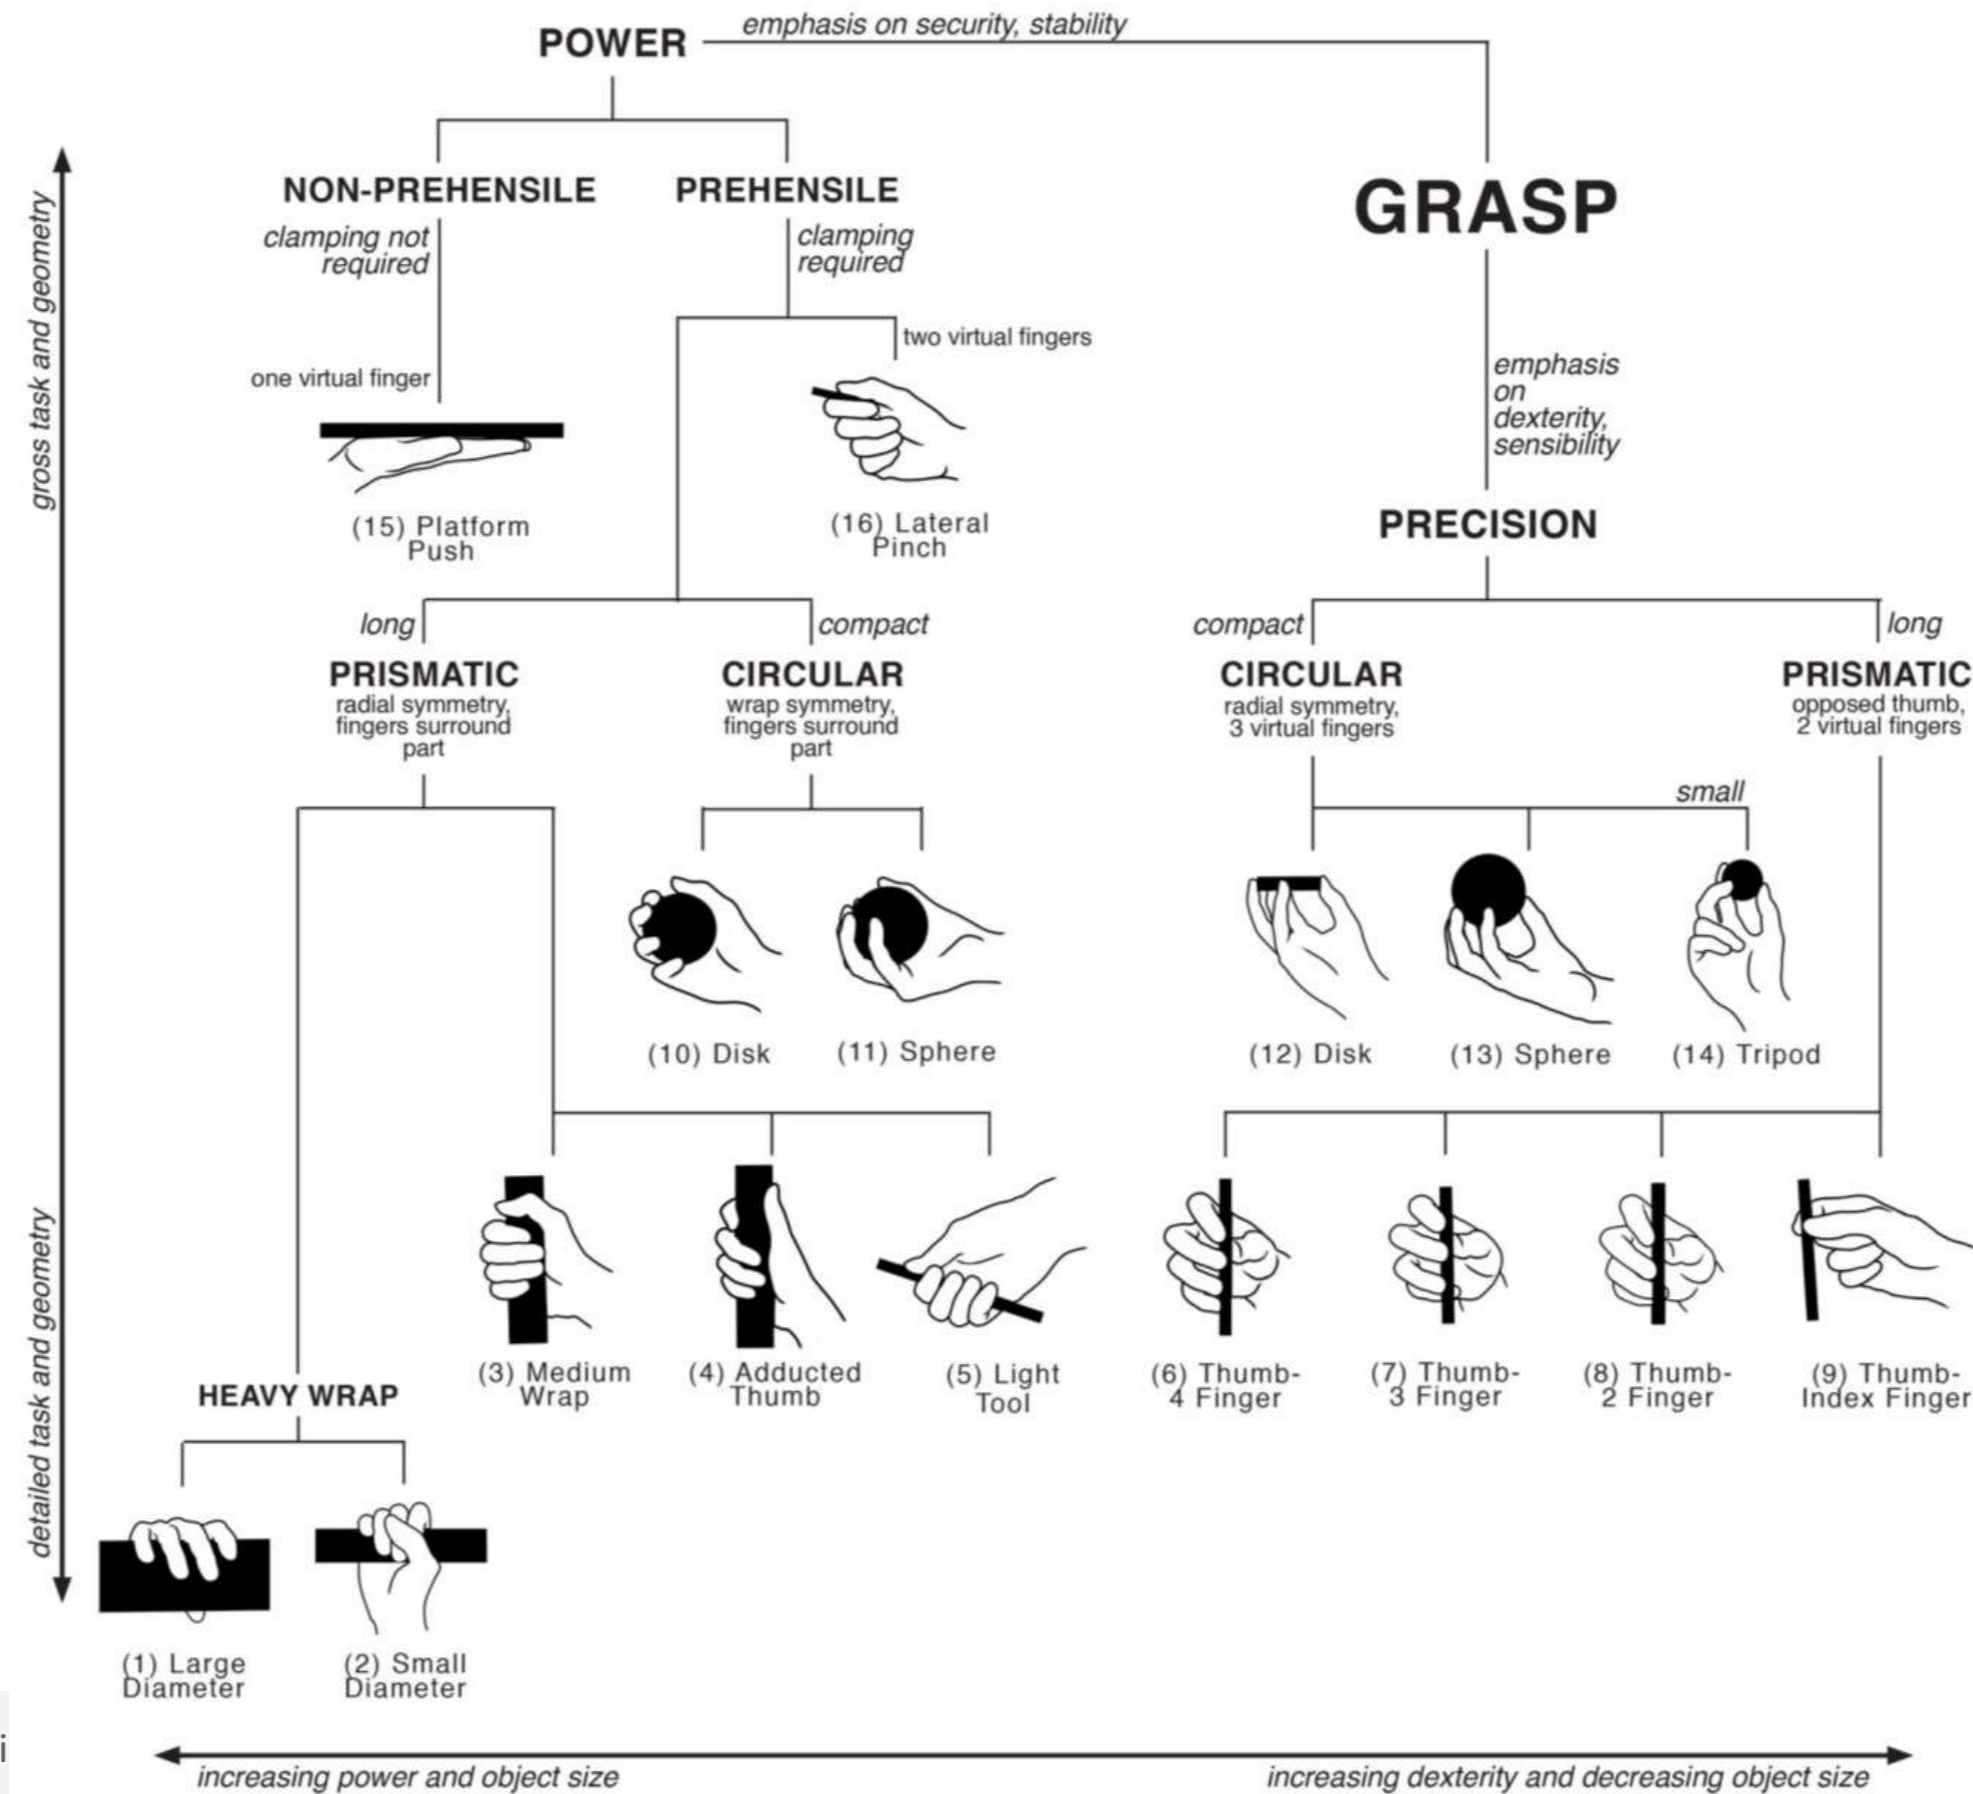 POWER
emphasis on security, stability
NON-PREHENSILE
PREHENSILE
GRASP
clamping not
required
clamping
required
one virtual finger
two virtual fingers
emphasis
on
dexterity,
sensibility
(15) Platform
Push
(16) Lateral
Pinch
PRECISION
long
compact
compact
long
PRISMATIC
radial symmetry,
fingers surround
part
CIRCULAR
wrap symmetry,
fingers surround
part
CIRCULAR
radial symmetry,
3 virtual fingers
PRISMATIC
opposed thumb,
2 virtual fingers
small
(10) Disk
(11) Sphere
(12) Disk
(13) Sphere
(14) Tripod
(3) Medium
Wrap
(4) Adducted
Thumb
(5) Light
Tool
(6) Thumb-
4 Finger
(7) Thumb-
3 Finger
(8) Thumb-
2 Finger
(9) Thumb-
Index Finger
HEAVY WRAP
(1) Large
Diameter
(2) Small
Diameter
gross task and geometry
detailed task and geometry
i
increasing power and object size
increasing dexterity and decreasing object size